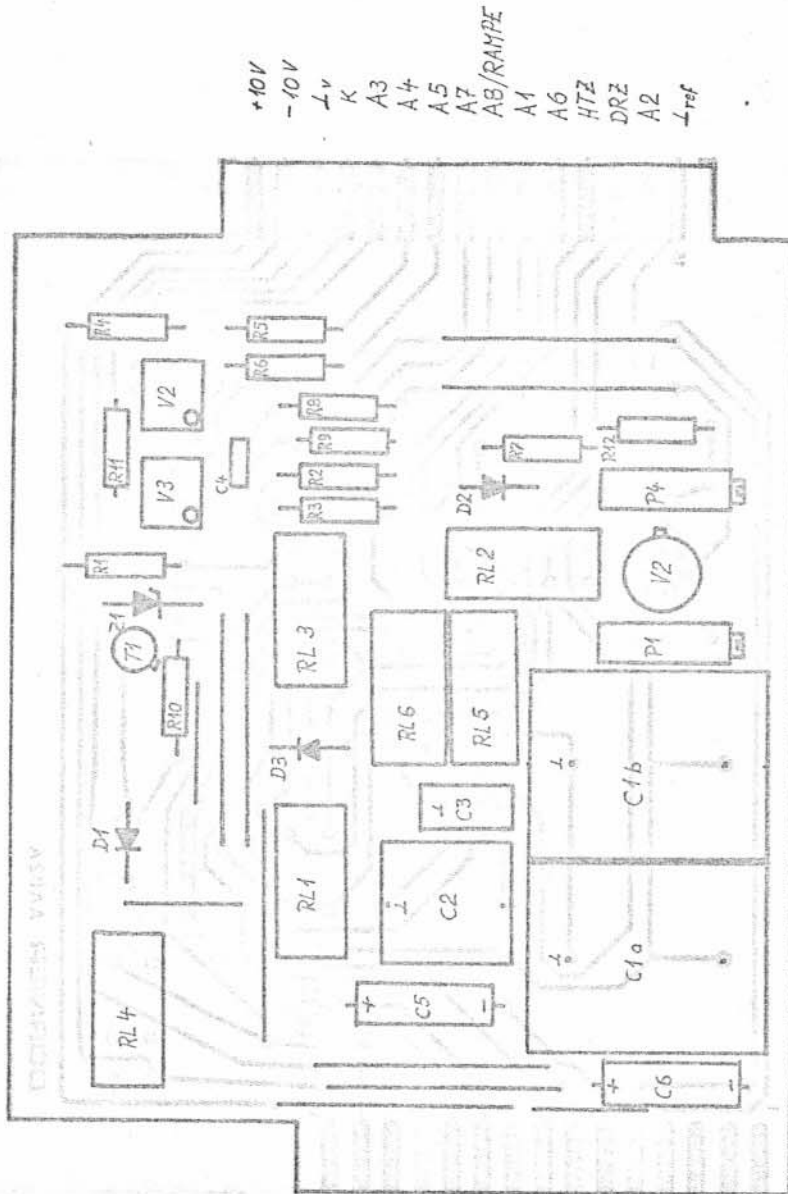 +10V
-10V
⊥v
K
A3
A4
A5
A7
A8/RAMPE
A1
A6
HTZ
DRZ
A2
⊥ref
R4
R5
R6
V2
R11
R8
R9
V3
C4
R2
R3
D2
R7
R12
P4
R1
Z1
T1
R10
RL3
RL2
V2
P1
RL6
RL5
D3
D1
C3
C1b
RL1
C2
C1a
RL4
+ C5 -
+ C6 -